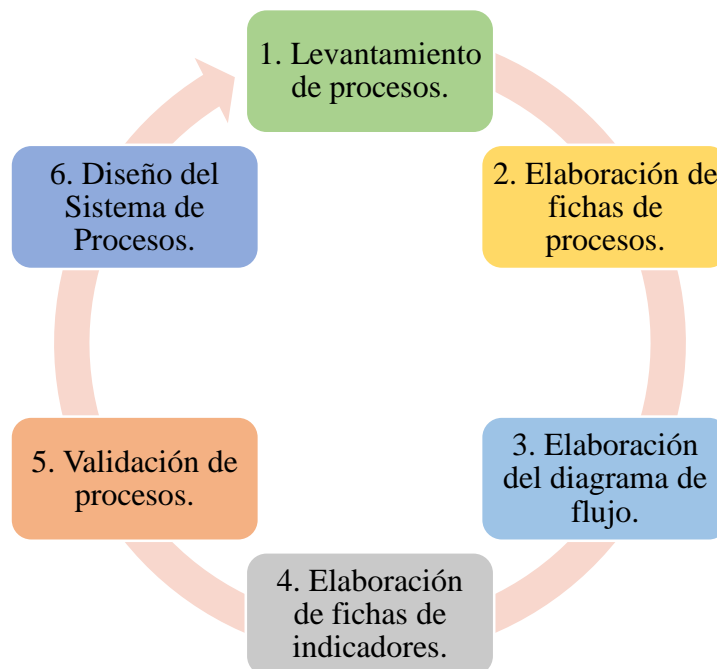 1. Levantamiento
de procesos.
2. Elaboración de
fichas de
procesos.
3. Elaboración
del diagrama de
flujo.
4. Elaboración
de fichas de
indicadores.
5. Validación de
procesos.
6. Diseño del
Sistema de
Procesos.